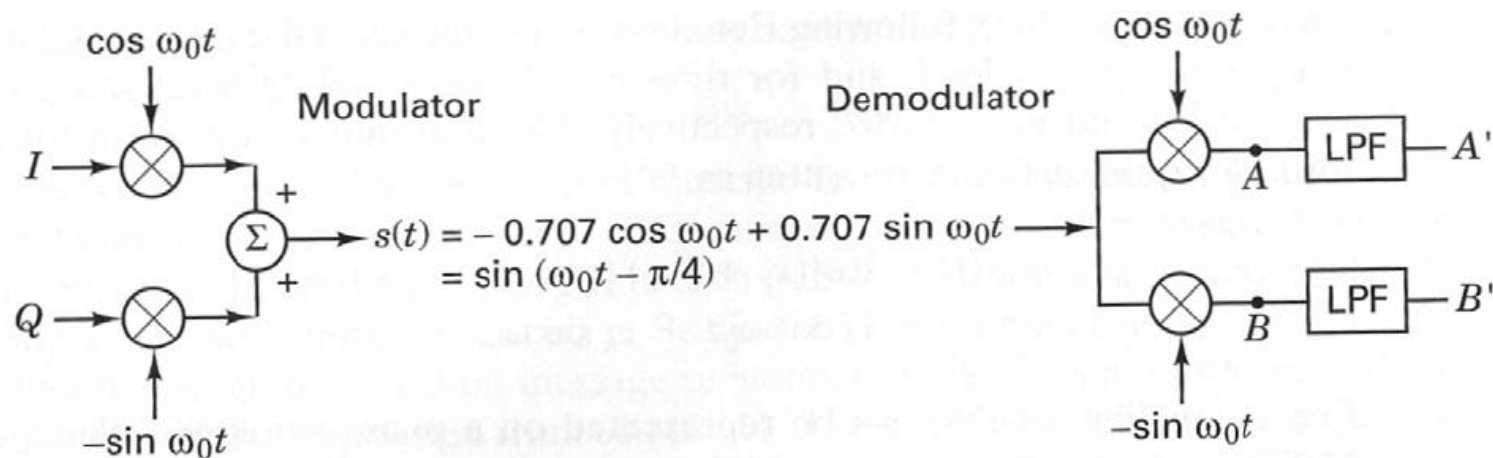 cos ω₀t
cos ω₀t
Modulator
Demodulator
I
+
A
LPF
A'
Σ
s(t) = − 0.707 cos ω₀t + 0.707 sin ω₀t
= sin (ω₀t − π/4)
+
Q
B
LPF
B'
−sin ω₀t
−sin ω₀t